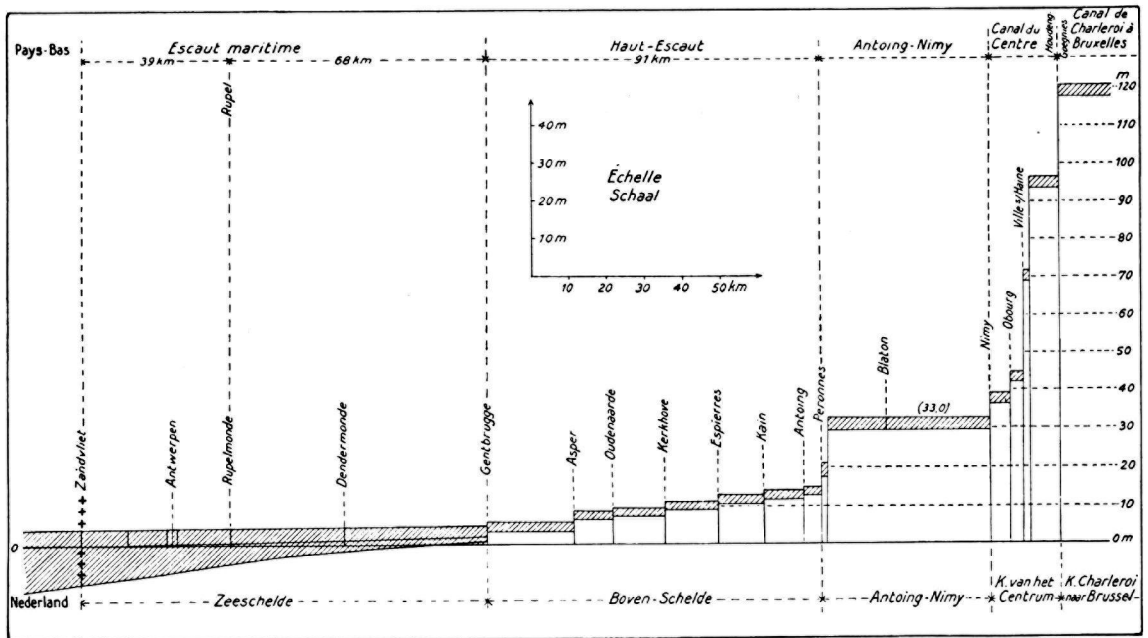 Pays-Bas
Escaut maritime
Haut-Escaut
Antoing-Nimy
Canal du
Centre
Houdeng
Goegnies
Canal de
Charleroi à
Bruxelles
39 km
68 km
91 km
Rupel
m
120
110
100
90
80
70
60
50
40
30
20
10
0 m
40 m
30 m
20 m
10 m
Échelle
Schaal
10 20 30 40 50 km
Zandvliet
Antwerpen
Rupelmonde
Dendermonde
Gentbrugge
Asper
Oudenaarde
Kerkhove
Espierres
Kain
Antoing
Peronnes
Blaton
(33,0)
Nimy
Obourg
Ville s/Haine
0
Nederland
Zeeschelde
Boven-Schelde
Antoing-Nimy
K. van het
Centrum
K. Charleroi
naar Brussel